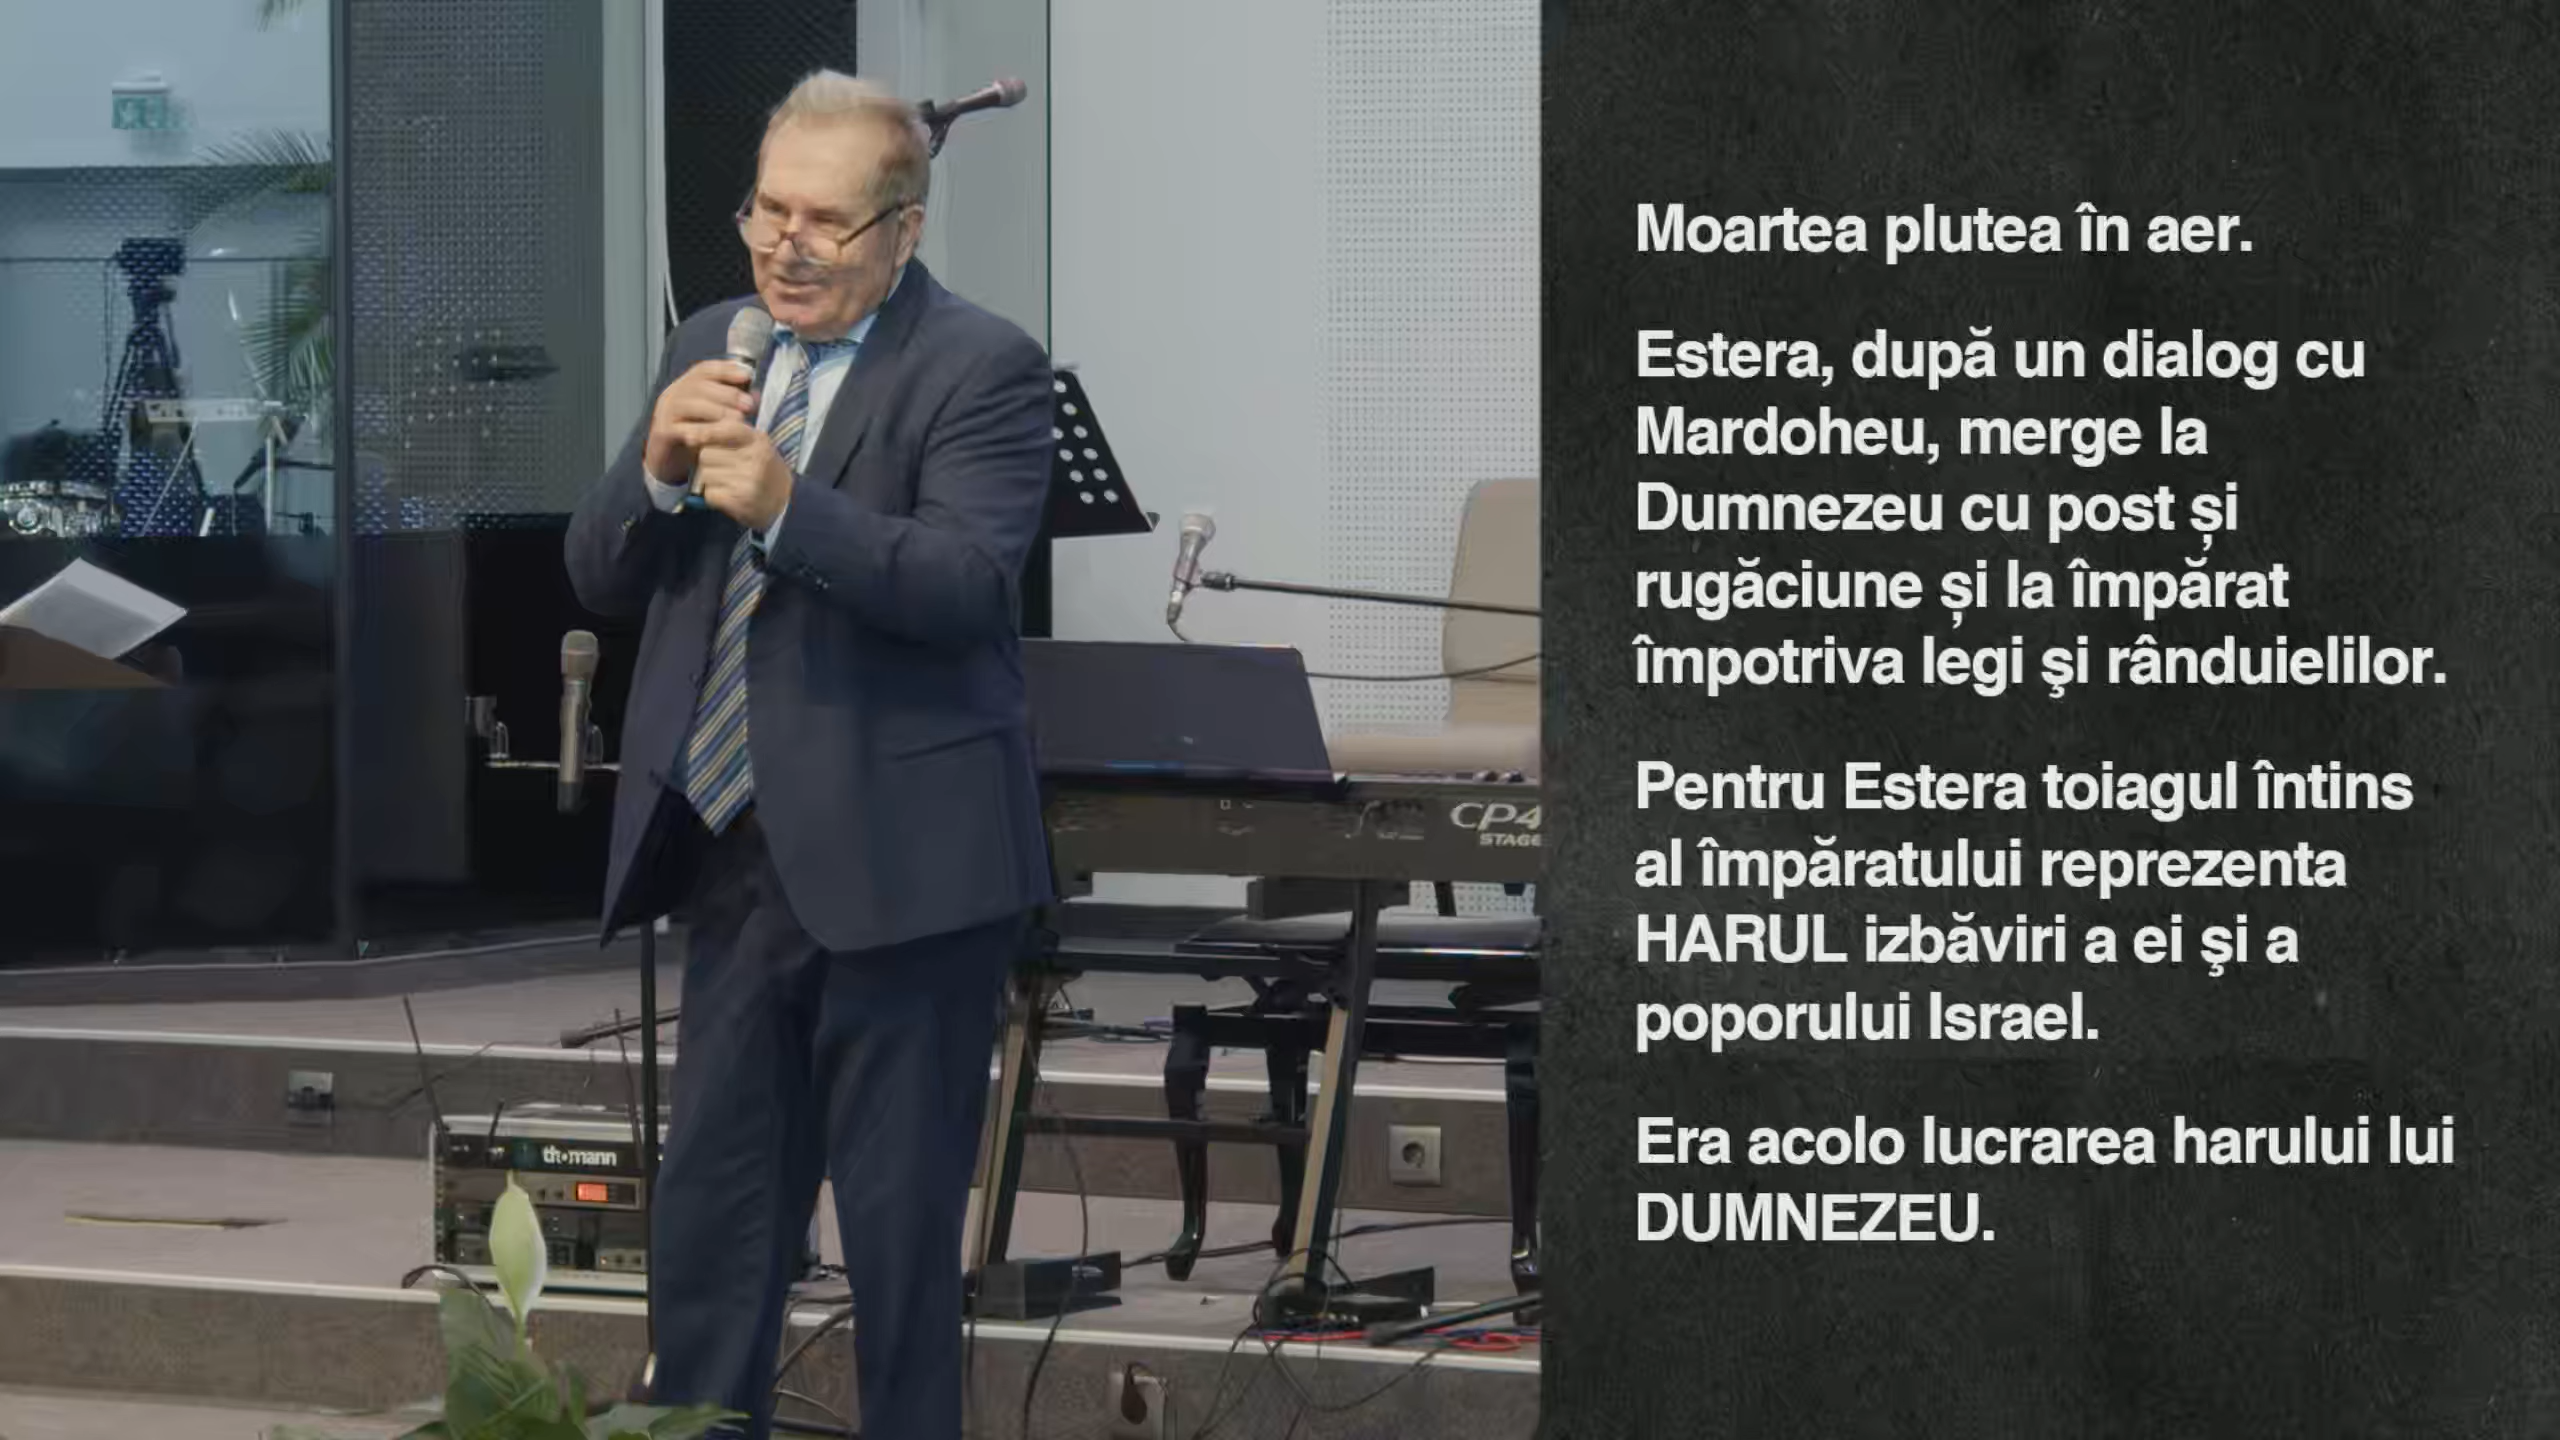 Moartea plutea în aer.
Estera, după un dialog cu
Mardoheu, merge la
Dumnezeu cu post și
rugăciune și la împărat
împotriva legi şi rânduielilor.
Pentru Estera toiagul întins
al împăratului reprezenta
HARUL izbăviri a ei şi a
poporului Israel.
Era acolo lucrarea harului lui
DUMNEZEU.
CP4
STAGE
th•mann